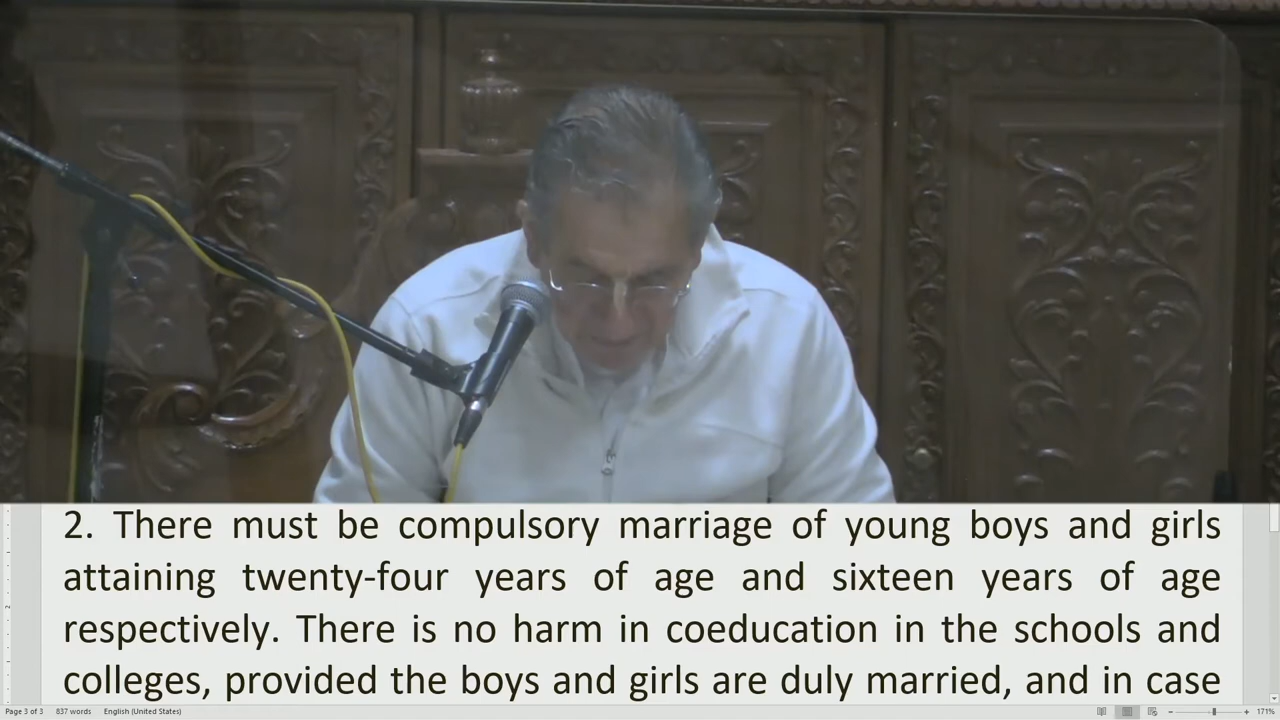 2. There must be compulsory marriage of young boys and girls
attaining twenty-four years of age and sixteen years of age
respectively. There is no harm in coeducation in the schools and
colleges, provided the boys and girls are duly married, and in case
Page 3 of 3 837 words English (United States) 171%